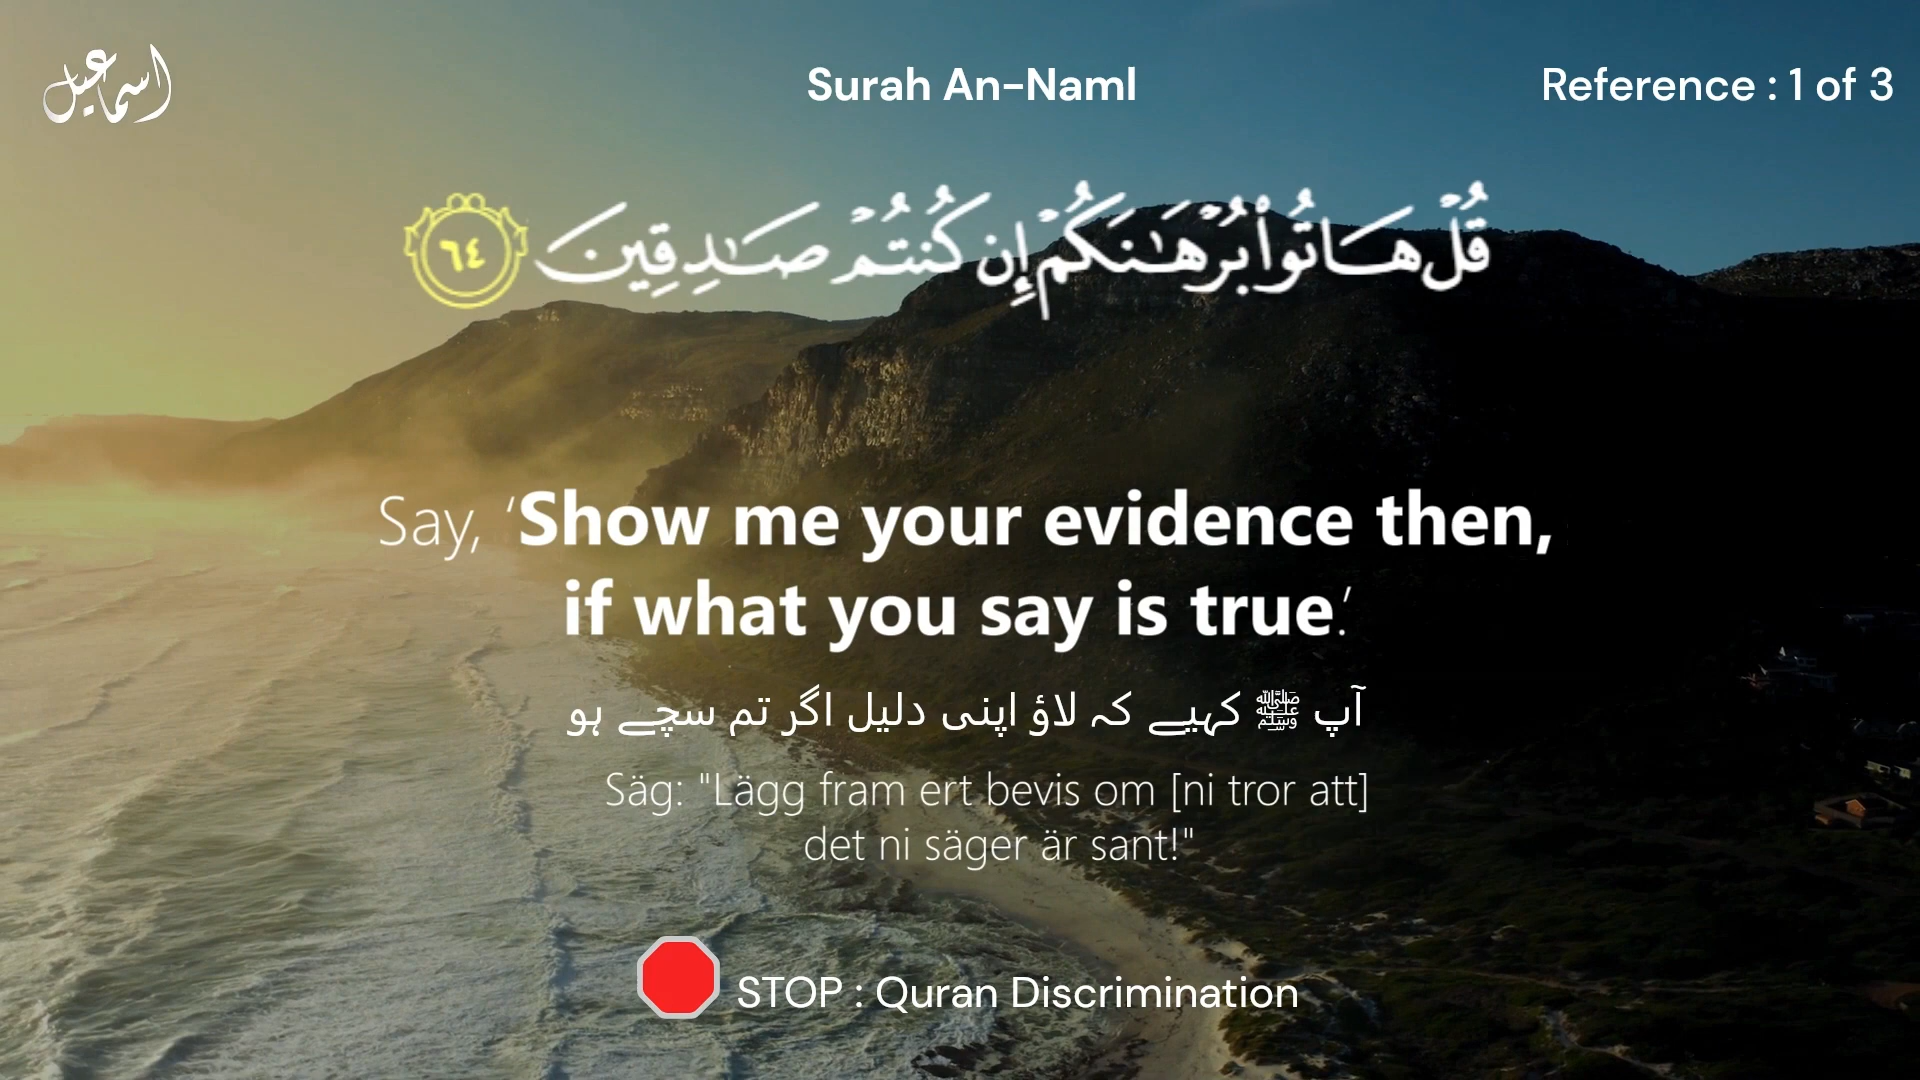 اسماعيل
Surah An-Naml
Reference : 1 of 3
قُلْ هَاتُوا۟ بُرْهَـٰنَكُمْ إِن كُنتُمْ صَـٰدِقِينَ ٦٤
Say, ‘Show me your evidence then,
if what you say is true.’
آپ ﷺ کہیے کہ لاؤ اپنی دلیل اگر تم سچے ہو
Säg: "Lägg fram ert bevis om [ni tror att]
det ni säger är sant!"
STOP : Quran Discrimination